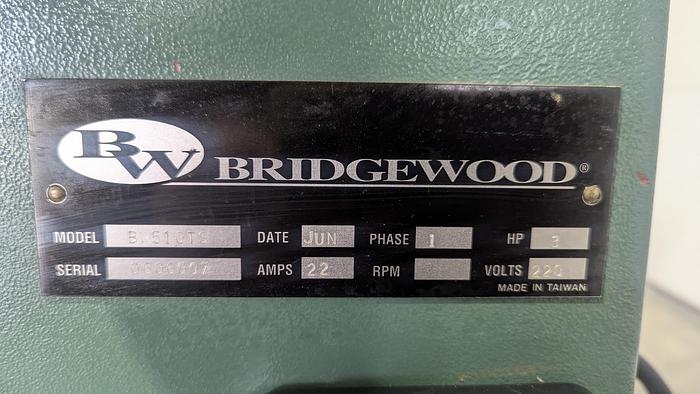 BW BRIDGEWOOD®
MODEL DATE JUN PHASE 1 HP 3
SERIAL AMPS 22 RPM VOLTS 220
MADE IN TAIWAN